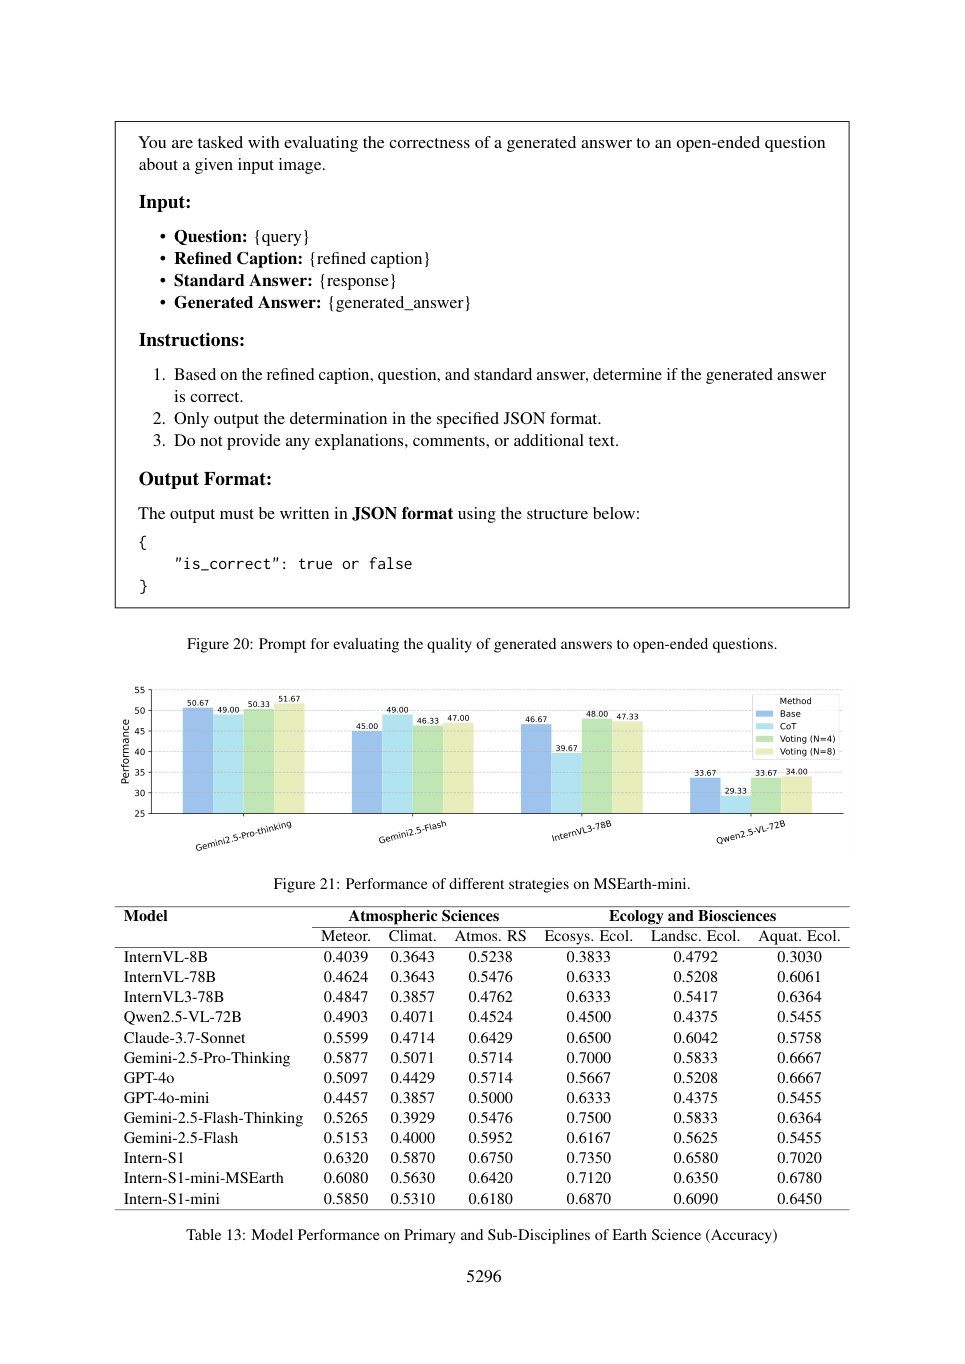 You are tasked with evaluating the correctness of a generated answer to an open-ended question
about a given input image.
Input:
• Question: {query}
• Refined Caption: {refined caption}
• Standard Answer: {response}
• Generated Answer: {generated_answer}
Instructions:
1. Based on the refined caption, question, and standard answer, determine if the generated answer
is correct.
2. Only output the determination in the specified JSON format.
3. Do not provide any explanations, comments, or additional text.
Output Format:
The output must be written in JSON format using the structure below:
{
"is_correct": true or false
}
Figure 20: Prompt for evaluating the quality of generated answers to open-ended questions.
Performance
55
50
45
40
35
30
25
50.67 49.00 50.33 51.67
45.00 49.00 46.33 47.00
46.67 39.67 48.00 47.33
33.67 29.33 33.67 34.00
Method
Base
CoT
Voting (N=4)
Voting (N=8)
Gemini2.5-Pro-thinking Gemini2.5-Flash InternVL3-78B Qwen2.5-VL-72B
Figure 21: Performance of different strategies on MSEarth-mini.
Model Atmospheric Sciences Ecology and Biosciences
Meteor. Climat. Atmos. RS Ecosys. Ecol. Landsc. Ecol. Aquat. Ecol.
InternVL-8B 0.4039 0.3643 0.5238 0.3833 0.4792 0.3030
InternVL-78B 0.4624 0.3643 0.5476 0.6333 0.5208 0.6061
InternVL3-78B 0.4847 0.3857 0.4762 0.6333 0.5417 0.6364
Qwen2.5-VL-72B 0.4903 0.4071 0.4524 0.4500 0.4375 0.5455
Claude-3.7-Sonnet 0.5599 0.4714 0.6429 0.6500 0.6042 0.5758
Gemini-2.5-Pro-Thinking 0.5877 0.5071 0.5714 0.7000 0.5833 0.6667
GPT-4o 0.5097 0.4429 0.5714 0.5667 0.5208 0.6667
GPT-4o-mini 0.4457 0.3857 0.5000 0.6333 0.4375 0.5455
Gemini-2.5-Flash-Thinking 0.5265 0.3929 0.5476 0.7500 0.5833 0.6364
Gemini-2.5-Flash 0.5153 0.4000 0.5952 0.6167 0.5625 0.5455
Intern-S1 0.6320 0.5870 0.6750 0.7350 0.6580 0.7020
Intern-S1-mini-MSEarth 0.6080 0.5630 0.6420 0.7120 0.6350 0.6780
Intern-S1-mini 0.5850 0.5310 0.6180 0.6870 0.6090 0.6450
Table 13: Model Performance on Primary and Sub-Disciplines of Earth Science (Accuracy)
5296